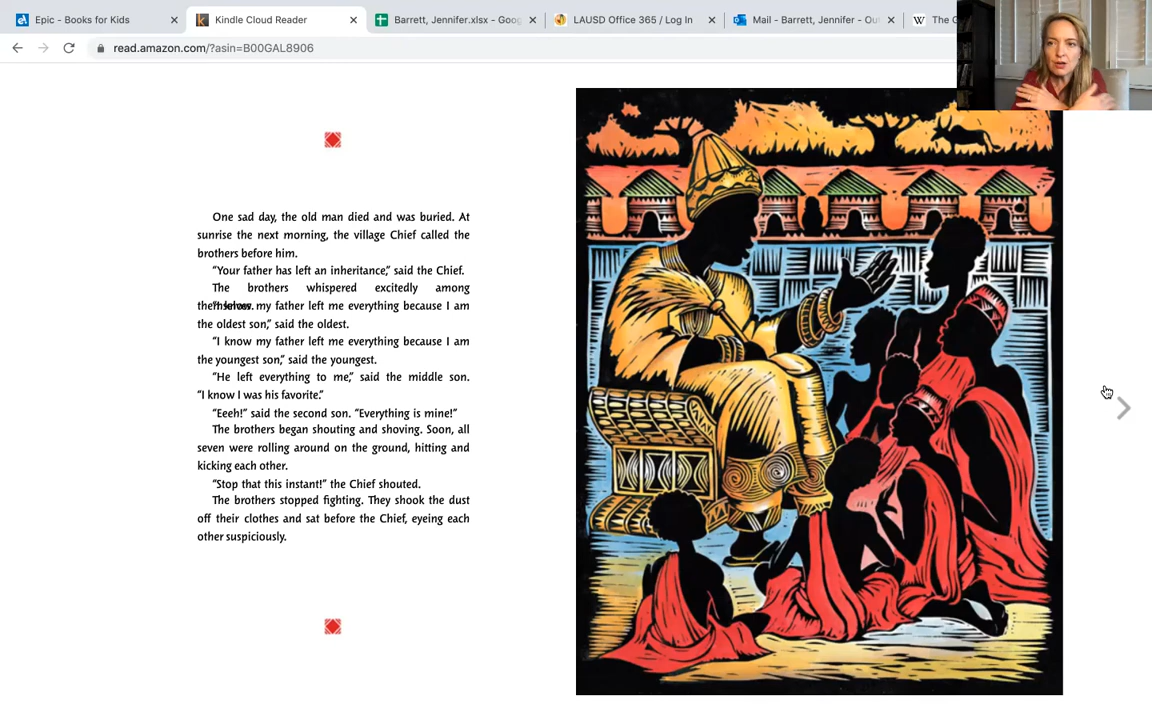 Epic - Books for Kids
Kindle Cloud Reader
Barrett, Jennifer.xlsx - Goog
LAUSD Office 365 / Log In
Mail - Barrett, Jennifer - Ou
W The G
read.amazon.com/?asin=B00GAL8906
One sad day, the old man died and was buried. At
sunrise the next morning, the village Chief called the
brothers before him.
“Your father has left an inheritance,” said the Chief.
The brothers whispered excitedly among
themselves.
“I know my father left me everything because I am
the oldest son,” said the oldest.
“I know my father left me everything because I am
the youngest son,” said the youngest.
“He left everything to me,” said the middle son.
“I know I was his favorite.”
“Eeeh!” said the second son. “Everything is mine!”
The brothers began shouting and shoving. Soon, all
seven were rolling around on the ground, hitting and
kicking each other.
“Stop that this instant!” the Chief shouted.
The brothers stopped fighting. They shook the dust
off their clothes and sat before the Chief, eyeing each
other suspiciously.